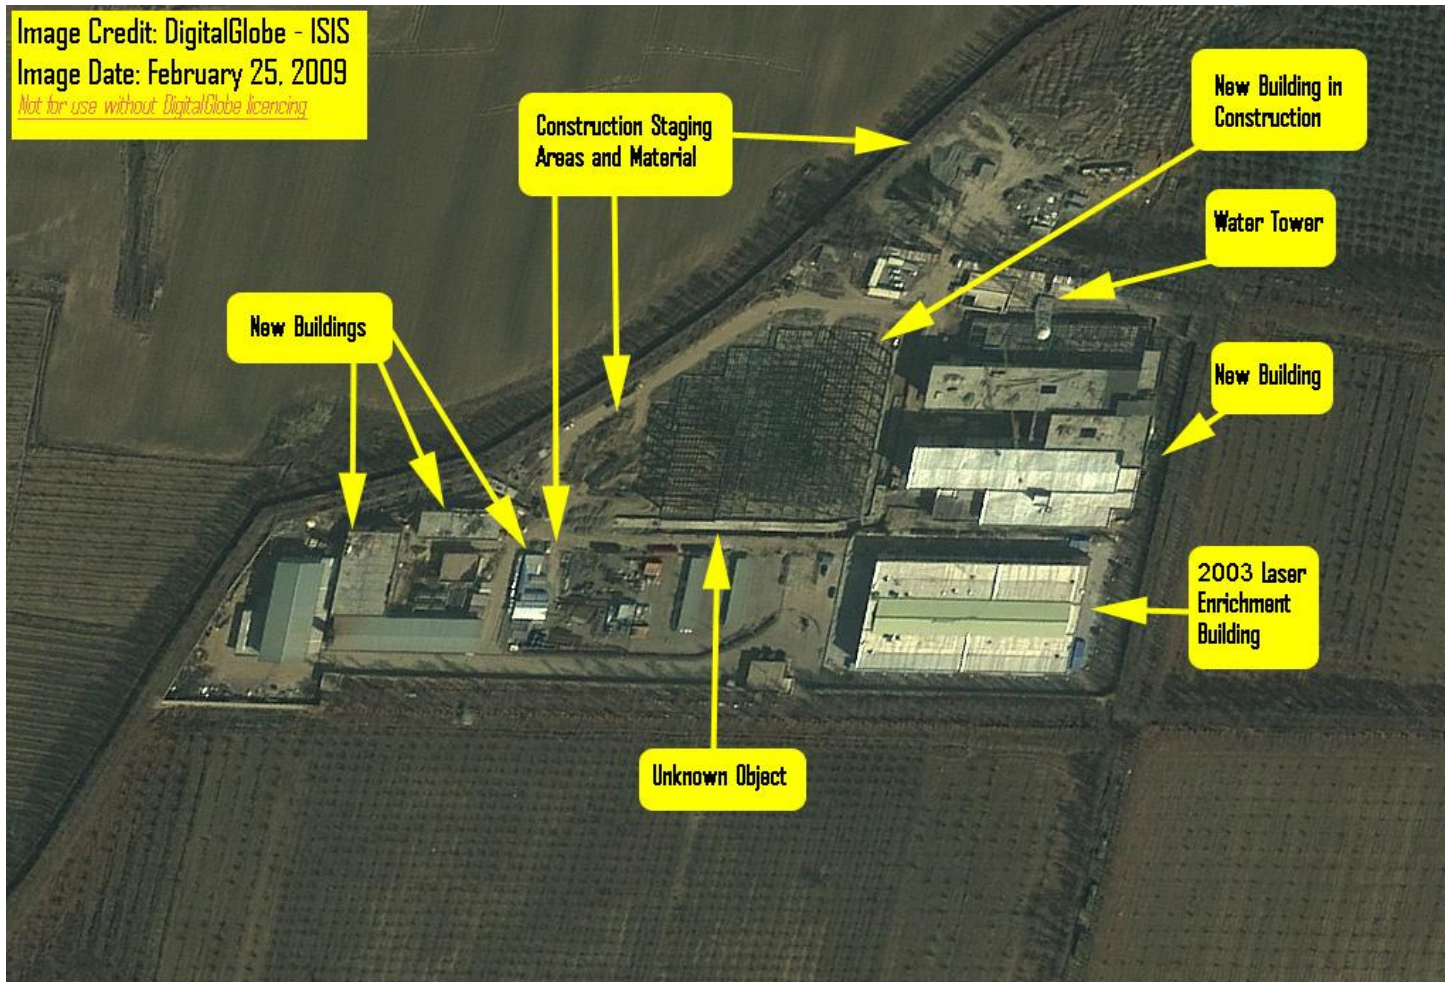 Image Credit: DigitalGlobe - ISIS
Image Date: February 25, 2009
Not for use without DigitalGlobe licencing
Construction Staging
Areas and Material
New Building in
Construction
Water Tower
New Buildings
New Building
2003 Laser
Enrichment
Building
Unknown Object